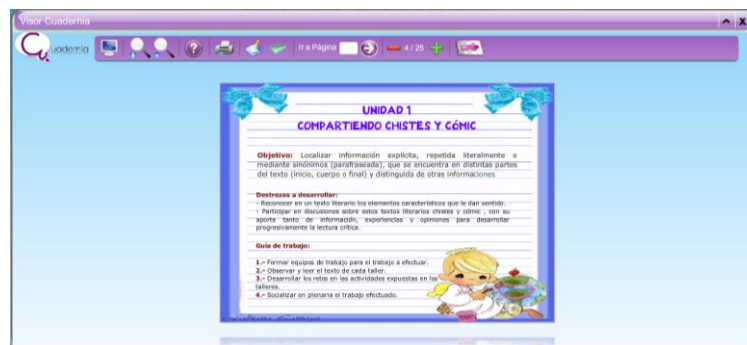 Visor Cuadernia
Cuadernia
Ir a Página
4 / 25
UNIDAD 1
COMPARTIENDO CHISTES Y CÓMIC
Objetivo: Localizar información explícita, repetida literalmente o
mediante sinónimos (parafraseada), que se encuentra en distintas partes
del texto (inicio, cuerpo o final) y distinguida de otras informaciones
Destrezas a desarrollar:
- Reconocer en un texto literario los elementos característicos que le dan sentido.
- Participar en discusiones sobre estos textos literarios chistes y cómic , con su
aporte tanto de información, experiencias y opiniones para desarrollar
progresivamente la lectura crítica.
Guía de trabajo:
1.- Formar equipos de trabajo para el trabajo a efectuar.
2.- Observar y leer el texto de cada taller.
3.- Desarrollar los retos en las actividades expuestas en los
talleres.
4.- Socializar en plenaria el trabajo efectuado.